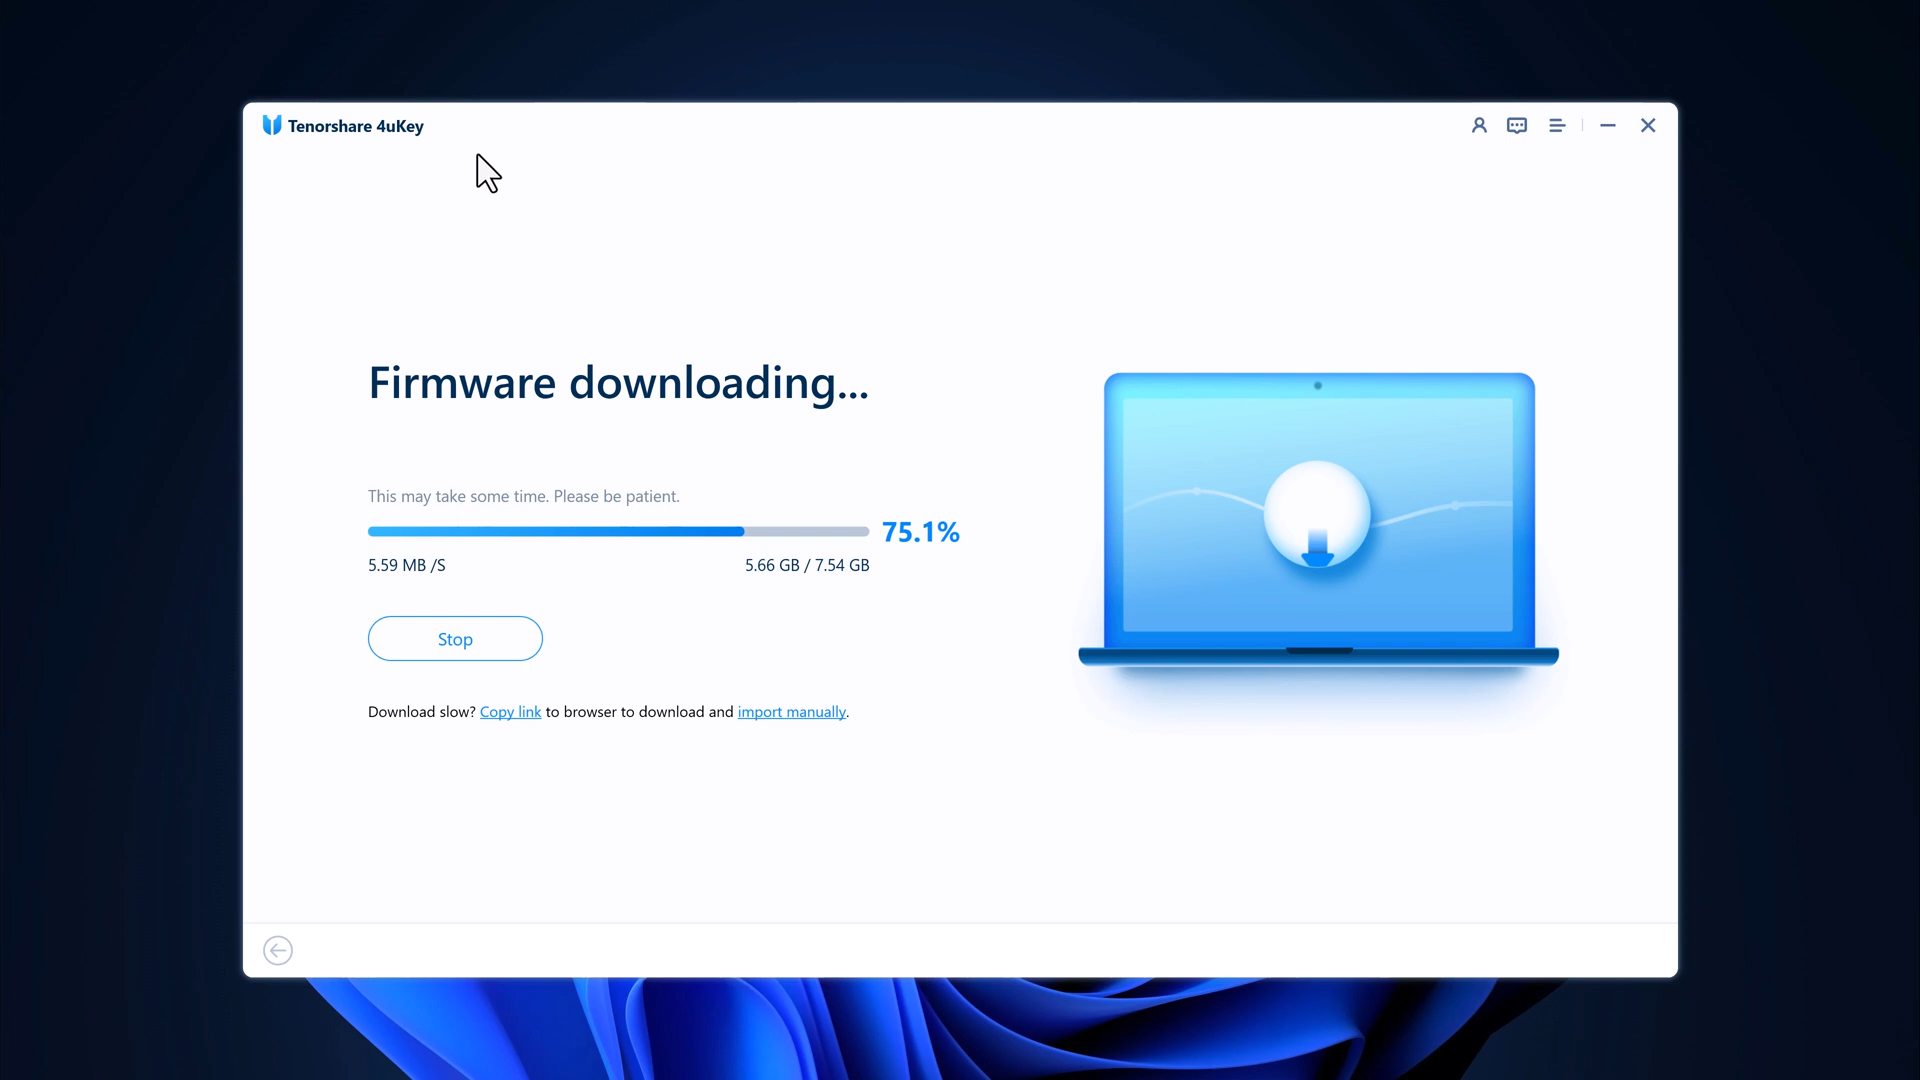 Tenorshare 4uKey
Firmware downloading...
This may take some time. Please be patient.
75.1%
5.59 MB /S
5.66 GB / 7.54 GB
Stop
Download slow? Copy link to browser to download and import manually.